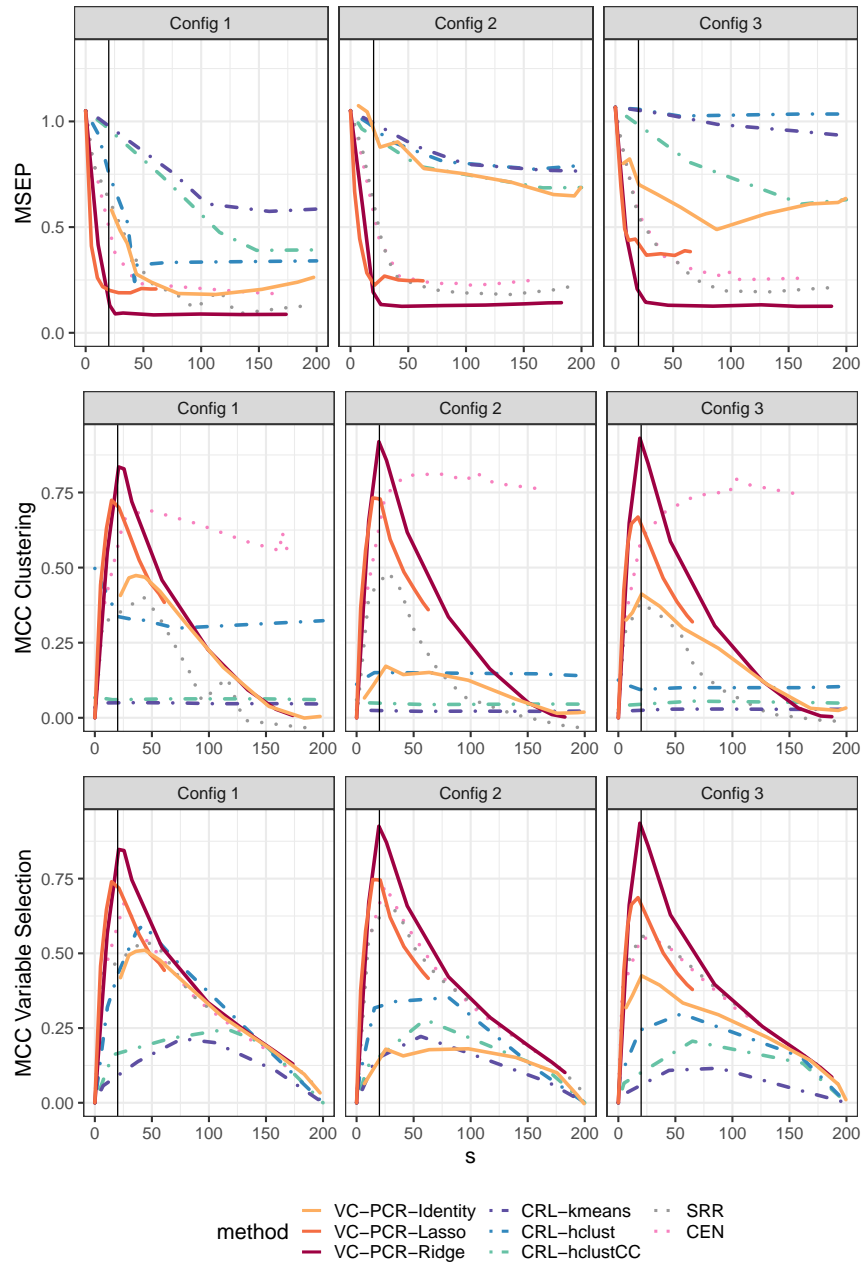 Config 1
Config 2
Config 3
MSEP
1.0
0.5
0.0
0 50 100 150 200
0 50 100 150 200
0 50 100 150 200
Config 1
Config 2
Config 3
MCC Clustering
0.75
0.50
0.25
0.00
0 50 100 150 200
0 50 100 150 200
0 50 100 150 200
Config 1
Config 2
Config 3
MCC Variable Selection
0.75
0.50
0.25
0.00
0 50 100 150 200
0 50 100 150 200
0 50 100 150 200
s
method
VC−PCR−Identity
VC−PCR−Lasso
VC−PCR−Ridge
CRL−kmeans
CRL−hclust
CRL−hclustCC
SRR
CEN